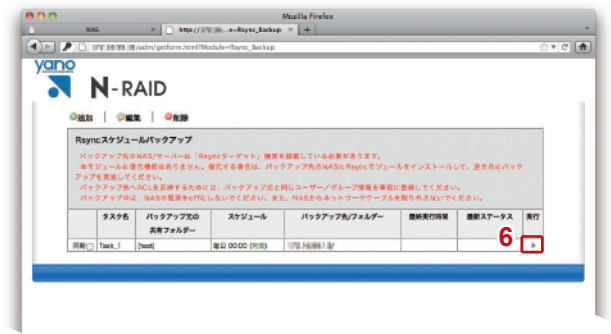 Mozilla Firefox
NAS
http://
Rsync_Backup
/adm/getform.html?Module=Rsync_Backup
yano
N-RAID
追加 | 編集 | 削除
Rsyncスケジュールバックアップ
バックアップ先のNAS/サーバーは「Rsyncターゲット」機能を搭載している必要があります。
本モジュールに復元機能はありません。復元する場合は、バックアップ先のNASにRsyncモジュールをインストールして、逆方向にバック
アップを実施してください。
バックアップ先へACLを反映するためには、バックアップ元と同じユーザー/グループ情報を事前に登録してください。
バックアップ中は、NASの電源をoffにしないでください。また、NASからネットワークケーブルを取り外さないでください。
タスク名 バックアップ元の共有フォルダー スケジュール バックアップ先/フォルダー 最終実行時間 最新ステータス 実行
同期 Task_1 [test] 毎日 00:00 (有効)
6